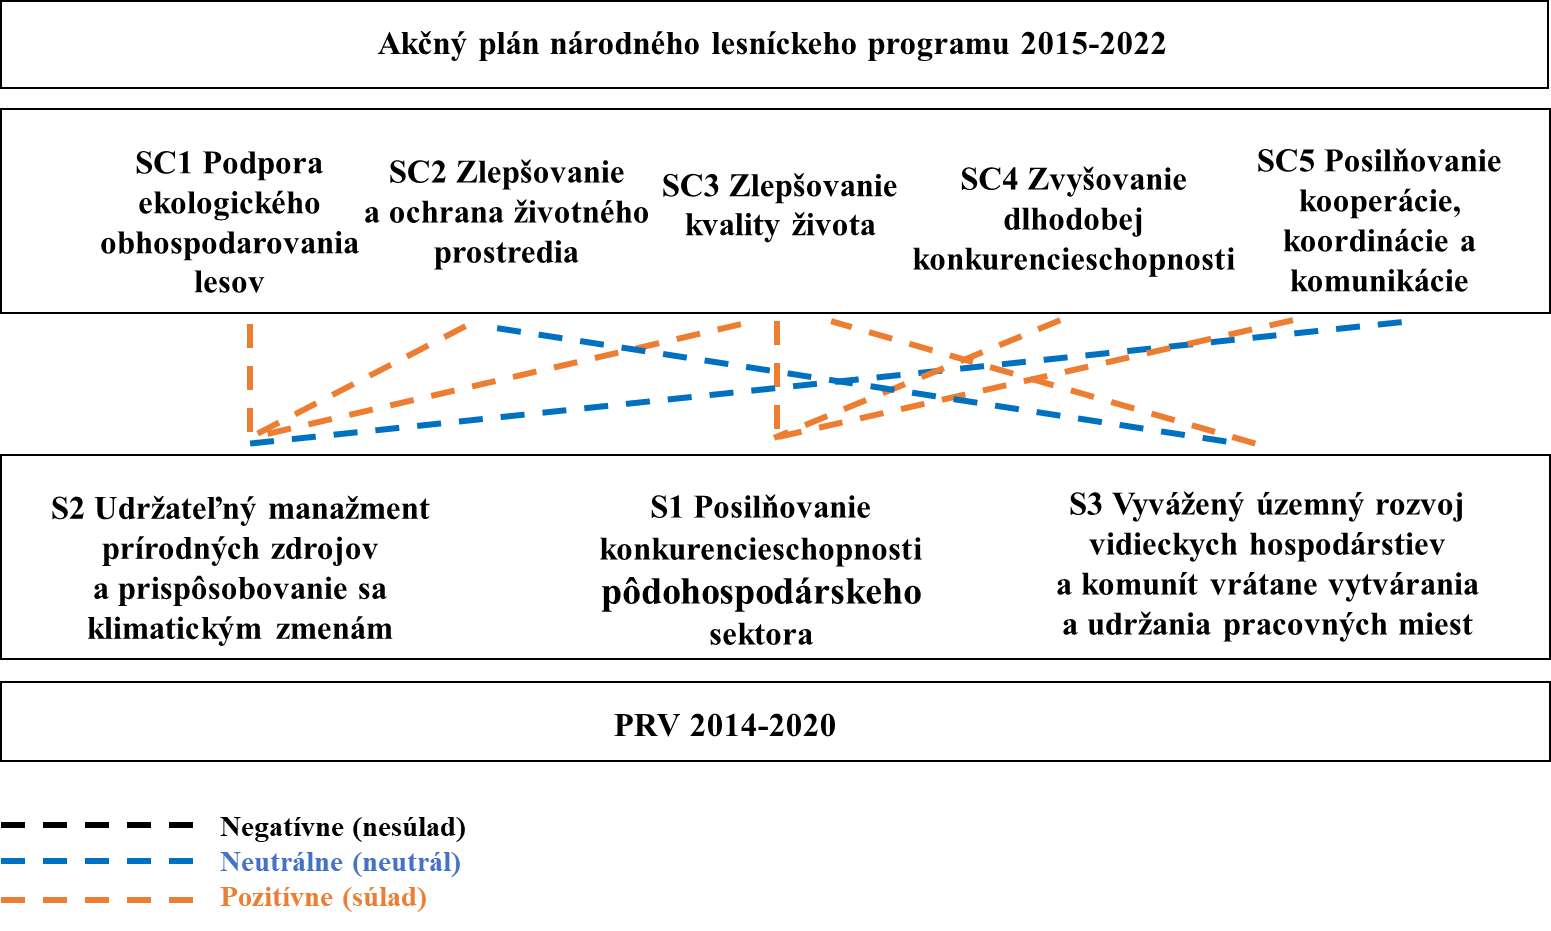 Akčný plán národného lesníckeho programu 2015-2022
SC1 Podpora
ekologického
obhospodarovania
lesov
SC2 Zlepšovanie
a ochrana životného
prostredia
SC3 Zlepšovanie
kvality života
SC4 Zvyšovanie
dlhodobej
konkurencieschopnosti
SC5 Posilňovanie
kooperácie,
koordinácie a
komunikácie
S2 Udržateľný manažment
prírodných zdrojov
a prispôsobovanie sa
klimatickým zmenám
S1 Posilňovanie
konkurencieschopnosti
pôdohospodárskeho
sektora
S3 Vyvážený územný rozvoj
vidieckych hospodárstiev
a komunít vrátane vytvárania
a udržania pracovných miest
PRV 2014-2020
Negatívne (nesúlad)
Neutrálne (neutrál)
Pozitívne (súlad)